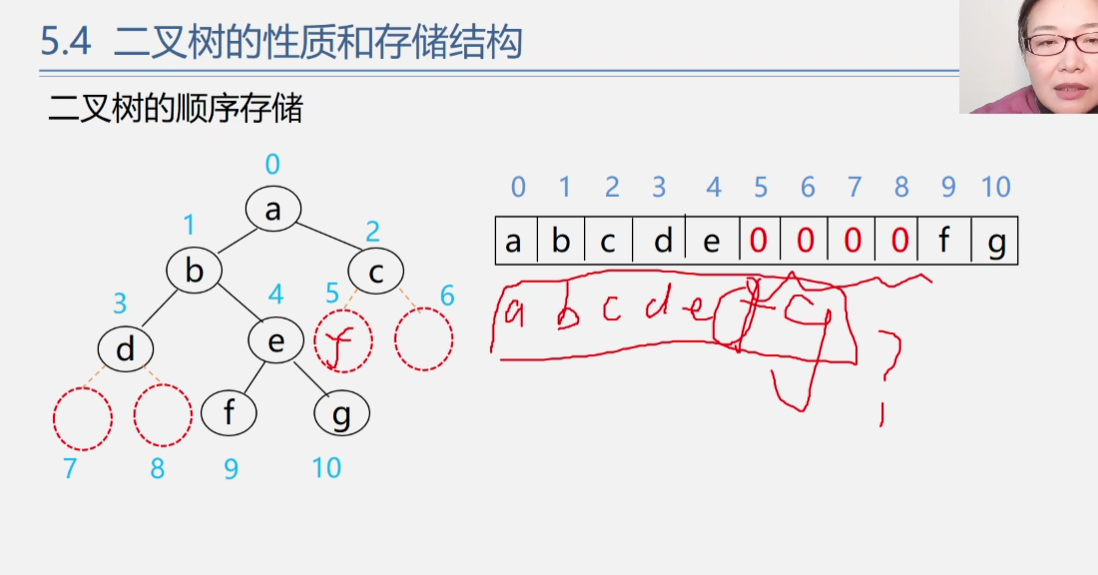 5.4 二叉树的性质和存储结构
二叉树的顺序存储
0
a
1
2
b
c
3
4
5
6
d
e
f
f
g
7
8
9
10
0 1 2 3 4 5 6 7 8 9 10
a b c d e 0 0 0 0 f g
a b c d e f g
?